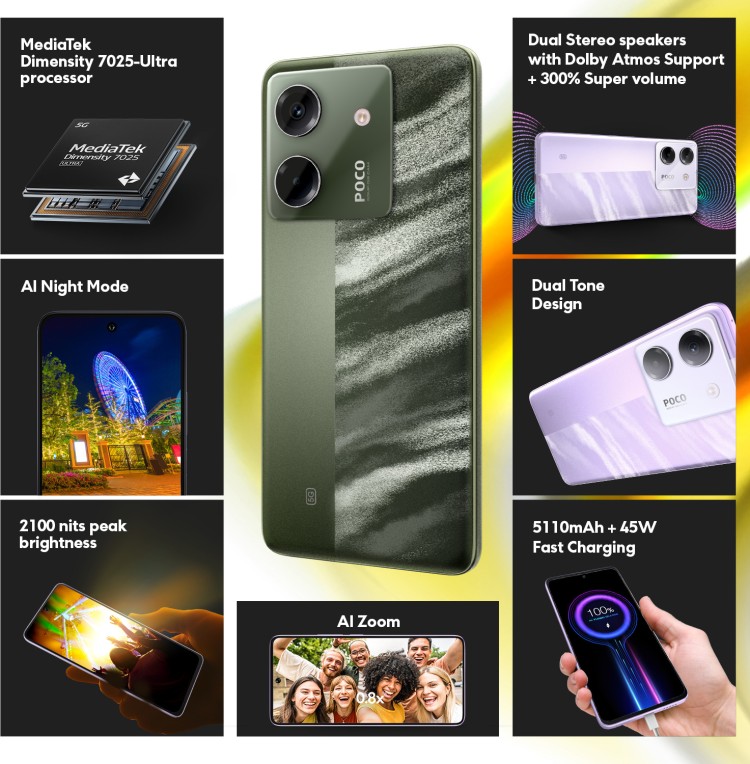 MediaTek
Dimensity 7025-Ultra
processor
5G
MediaTek
Dimensity 7025
ULTRA
AI Night Mode
2100 nits peak
brightness
POCO
5G
AI Zoom
0.8x
Dual Stereo speakers
with Dolby Atmos Support
+ 300% Super volume
POCO
Dual Tone
Design
POCO
5110mAh + 45W
Fast Charging
100%